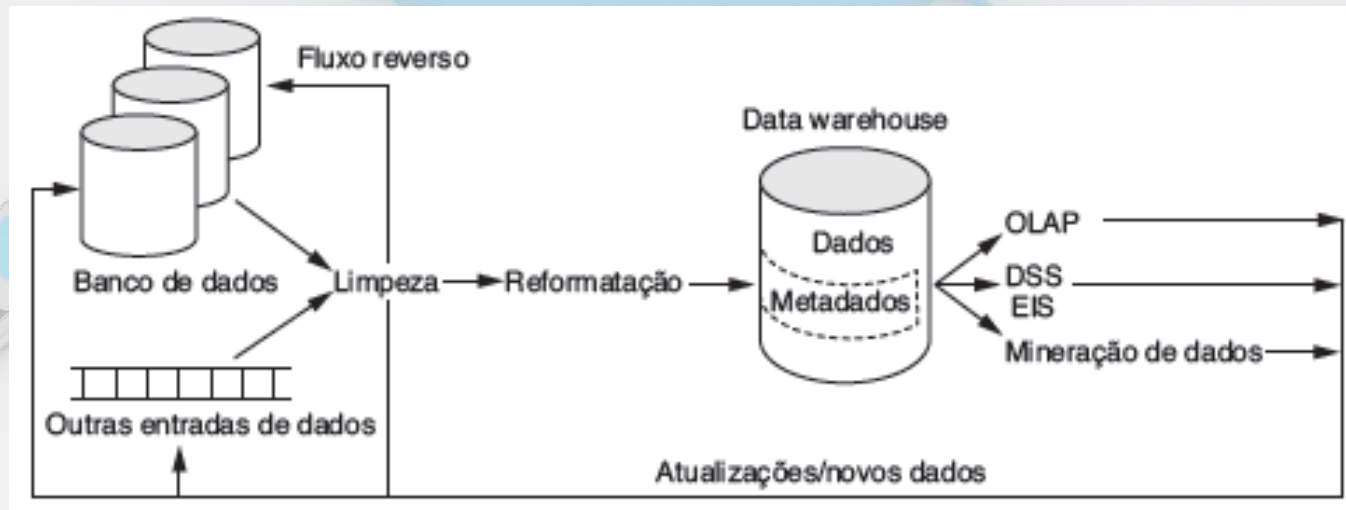 Fluxo reverso
Data warehouse
Banco de dados
Limpeza
Reformatação
Dados
Metadados
OLAP
DSS
EIS
Mineração de dados
Outras entradas de dados
Atualizações/novos dados